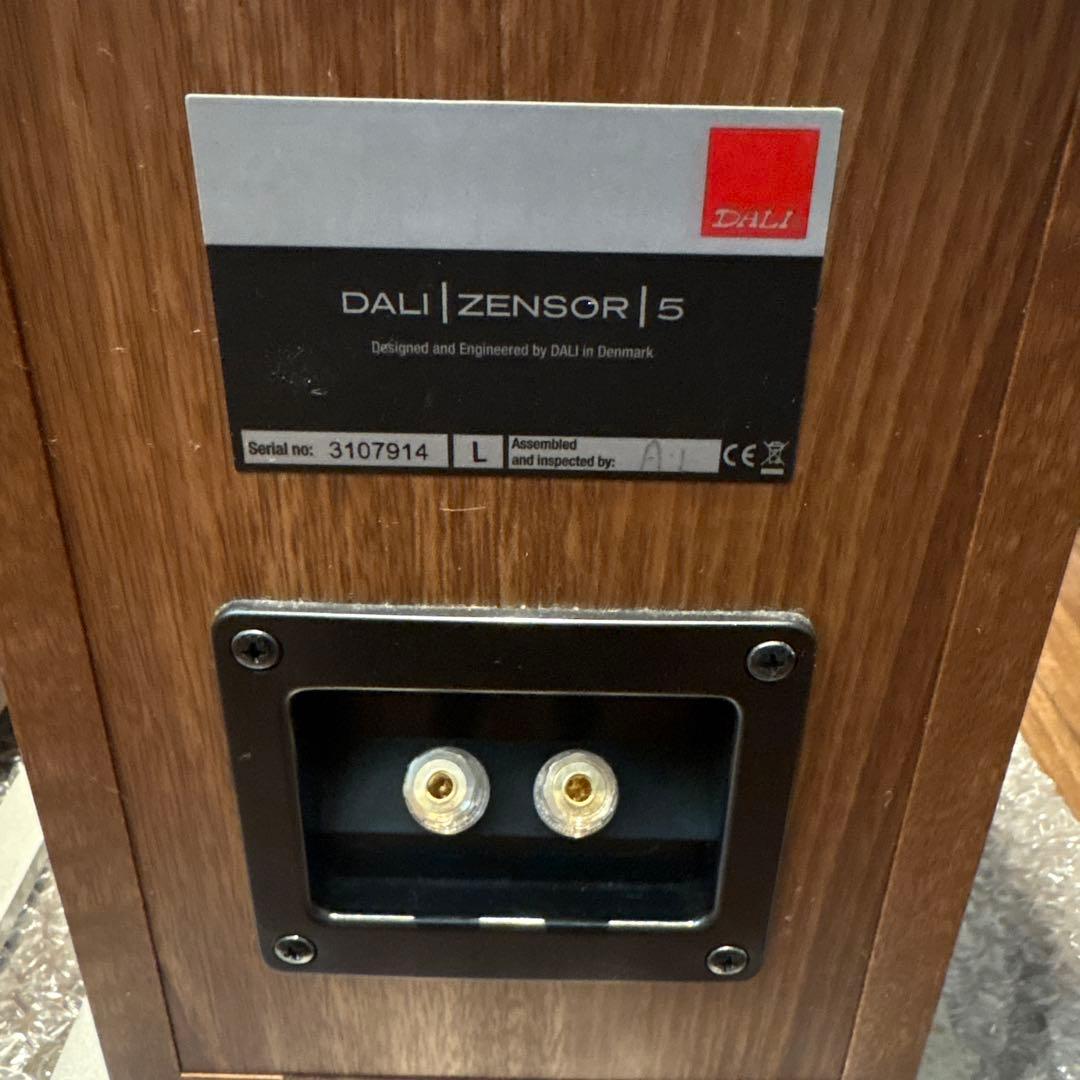 DALI
DALI | ZENSOR | 5
Designed and Engineered by DALI in Denmark
Serial no: 3107914
L
Assembled
and inspected by: A.L
CE